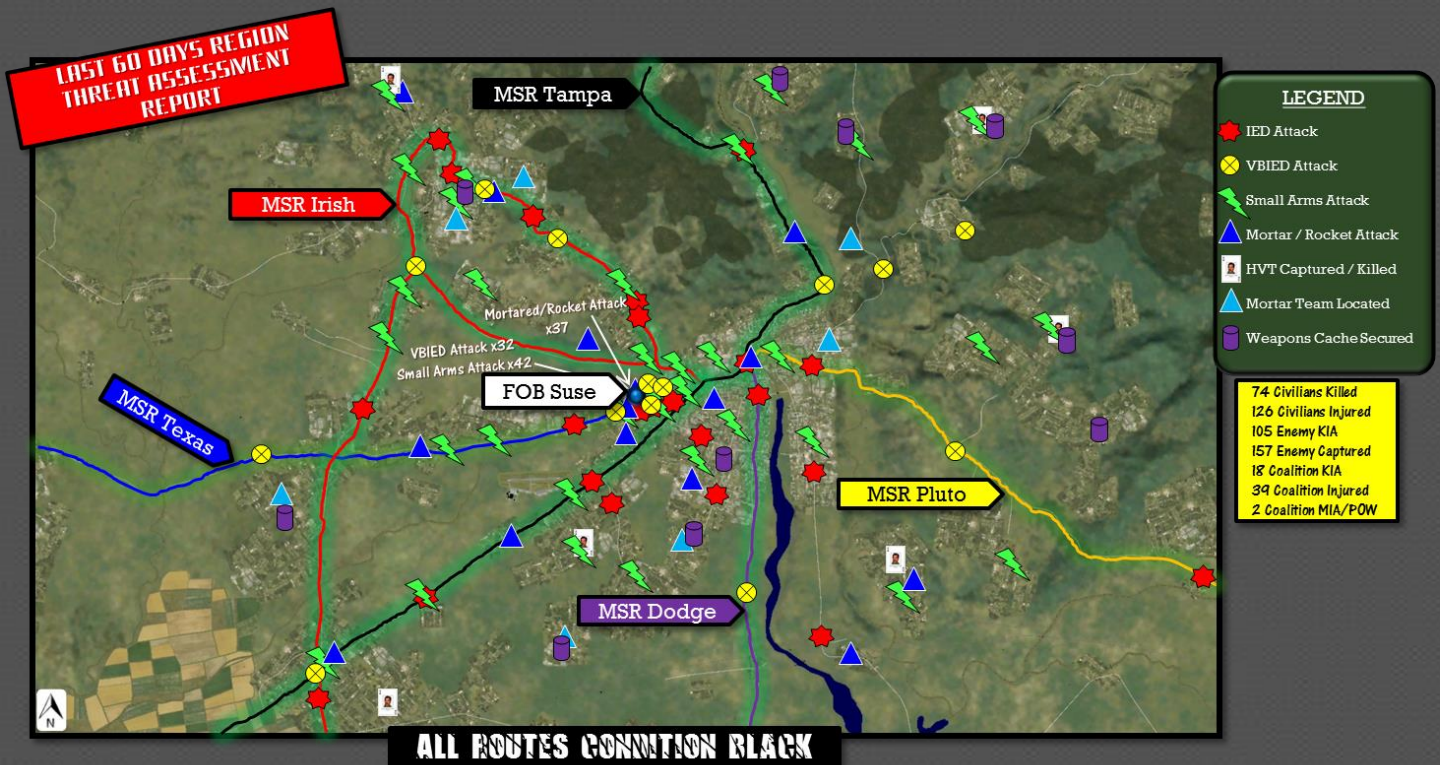 LAST 60 DAYS REGION
THREAT ASSESSMENT
REPORT
MSR Tampa
MSR Irish
Mortared/Rocket Attack
x37
VBIED Attack x32
Small Arms Attack x42
FOB Suse
MSR Texas
MSR Pluto
MSR Dodge
N
ALL ROUTES CONNITION BLACK
LEGEND
IED Attack
VBIED Attack
Small Arms Attack
Mortar / Rocket Attack
HVT Captured / Killed
Mortar Team Located
Weapons Cache Secured
74 Civilians Killed
126 Civilians Injured
105 Enemy KIA
157 Enemy Captured
18 Coalition KIA
39 Coalition Injured
2 Coalition MIA/POW